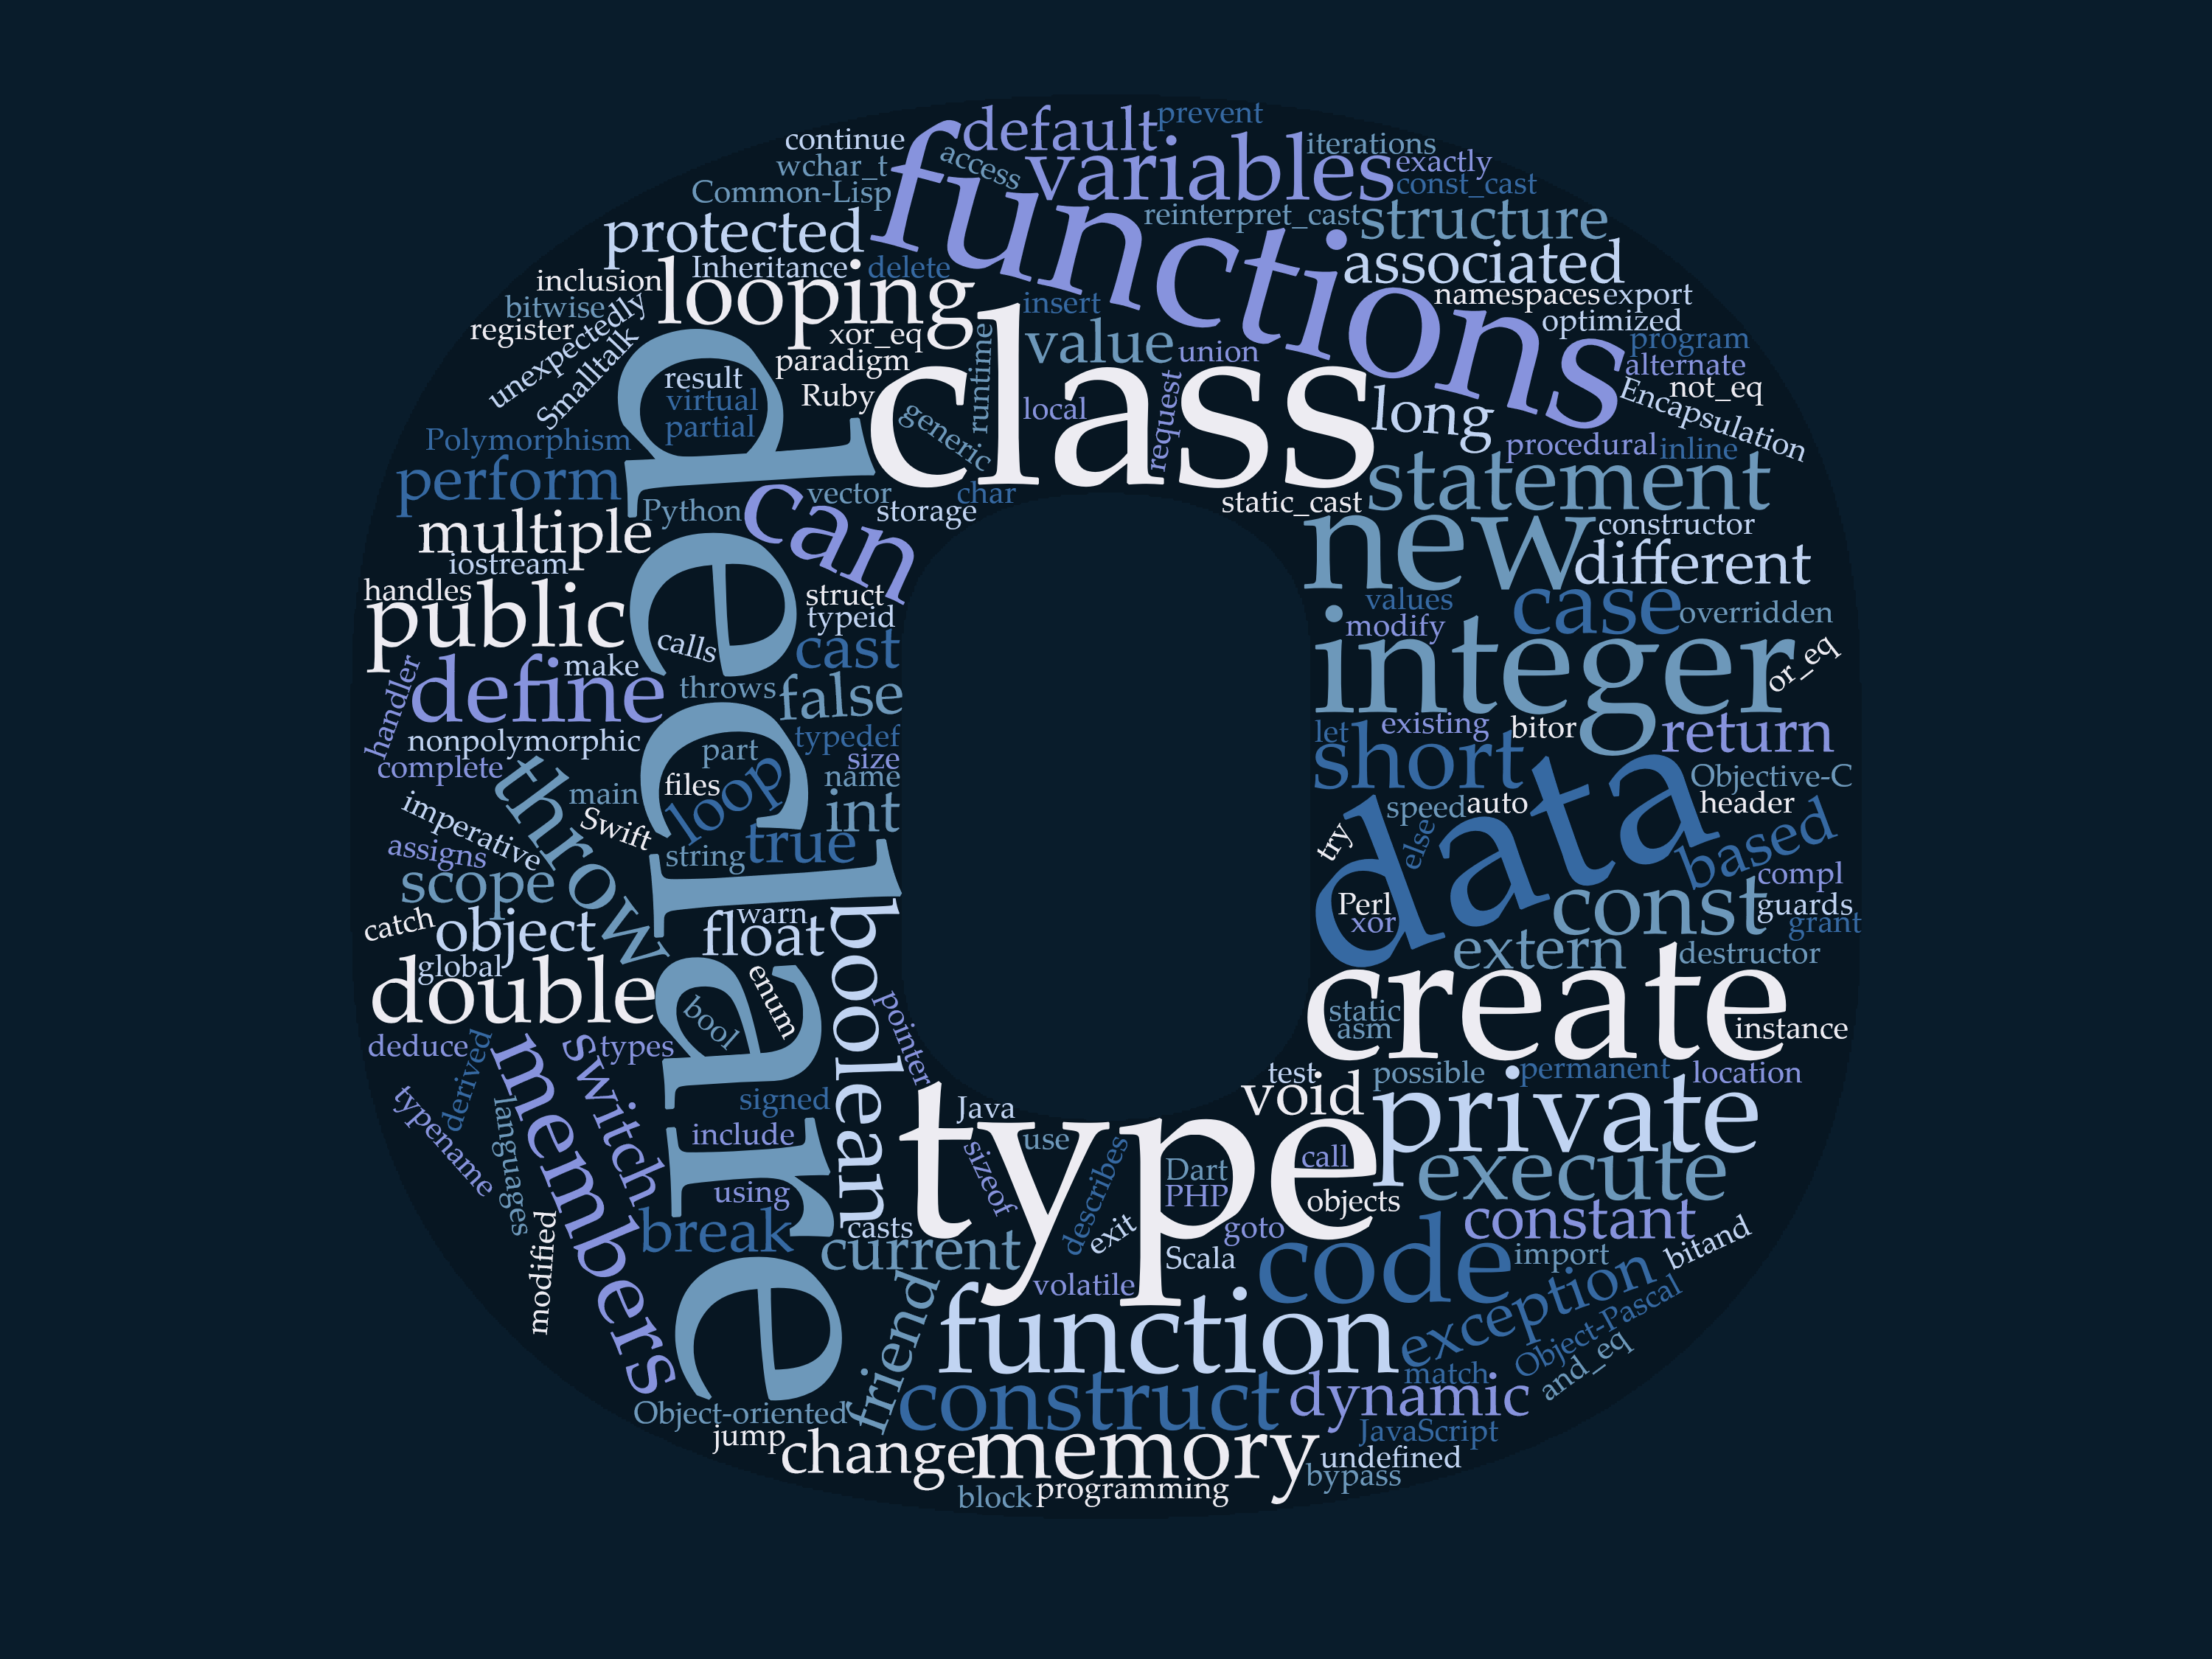 prevent
default
continue
iterations
functions
access
variables
exactly
wchar_t
const_cast
Common-Lisp
reinterpret_cast
structure
protected
associated
Inheritance
delete
inclusion
looping
insert
namespaces
export
bitwise
optimized
register
unexpectedly
xor_eq
runtime
value
union
program
Smalltalk
paradigm
alternate
result
class
not_eq
virtual
Ruby
generic
local
request
long
Encapsulation
partial
Polymorphism
procedural
inline
perform
declare
can
vector
char
statement
Python
storage
static_cast
new
constructor
multiple
iostream
different
handles
struct
values
case
overridden
public
typeid
modify
calls
cast
integer
make
or_eq
handler
define
throws
false
existing
bitor
return
let
nonpolymorphic
part
typedef
short
complete
size
throw
files
loop
name
data
Objective-C
main
int
speed
auto
header
imperative
Swift
true
try
else
based
assigns
string
scope
compl
boolean
Perl
const
guards
catch
object
warn
float
xor
grant
extern
destructor
global
double
enum
pointer
create
bool
static
asm
instance
deduce
derived
members
switch
types
test
possible
permanent
location
typename
languages
signed
type
Java
void
private
include
use
sizeof
describes
Dart
call
execute
using
PHP
objects
modified
break
casts
exit
goto
constant
current
Scala
code
import
bitand
friend
volatile
exception
function
Object-Pascal
and_eq
match
construct
dynamic
Object-oriented
jump
JavaScript
change
memory
undefined
bypass
block
programming